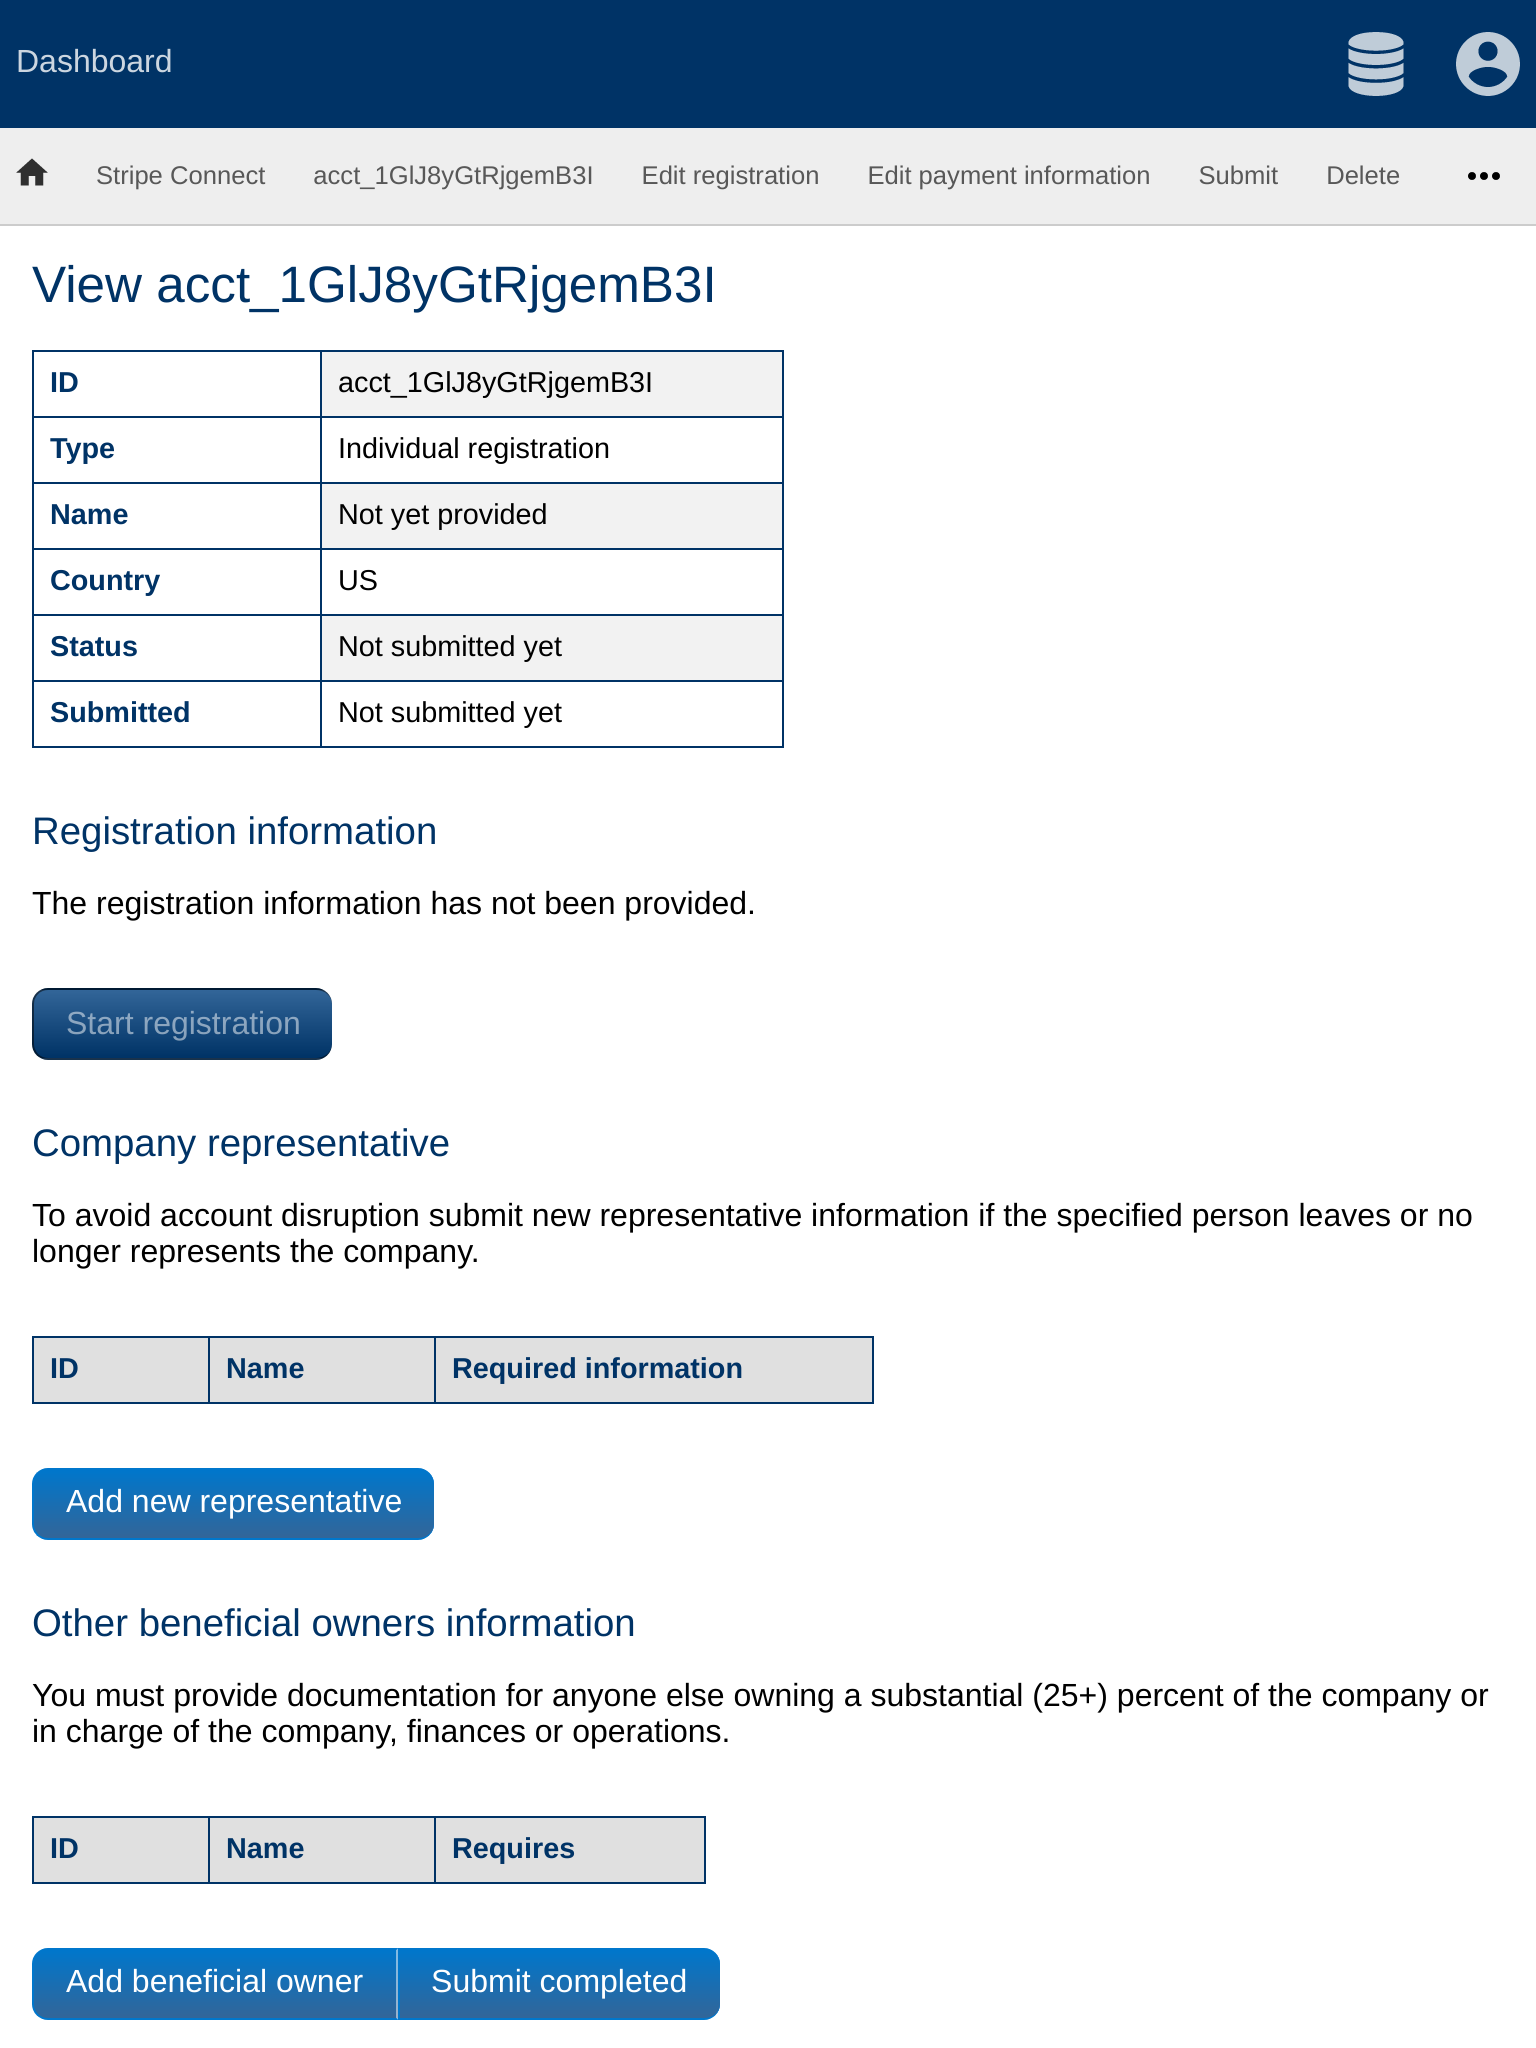 Dashboard
Stripe Connect acct_1GlJ8yGtRjgemB3I Edit registration Edit payment information Submit Delete
View acct_1GlJ8yGtRjgemB3I
ID acct_1GlJ8yGtRjgemB3I
Type Individual registration
Name Not yet provided
Country US
Status Not submitted yet
Submitted Not submitted yet
Registration information
The registration information has not been provided.
Start registration
Company representative
To avoid account disruption submit new representative information if the specified person leaves or no
longer represents the company.
ID Name Required information
Add new representative
Other beneficial owners information
You must provide documentation for anyone else owning a substantial (25+) percent of the company or
in charge of the company, finances or operations.
ID Name Requires
Add beneficial owner Submit completed